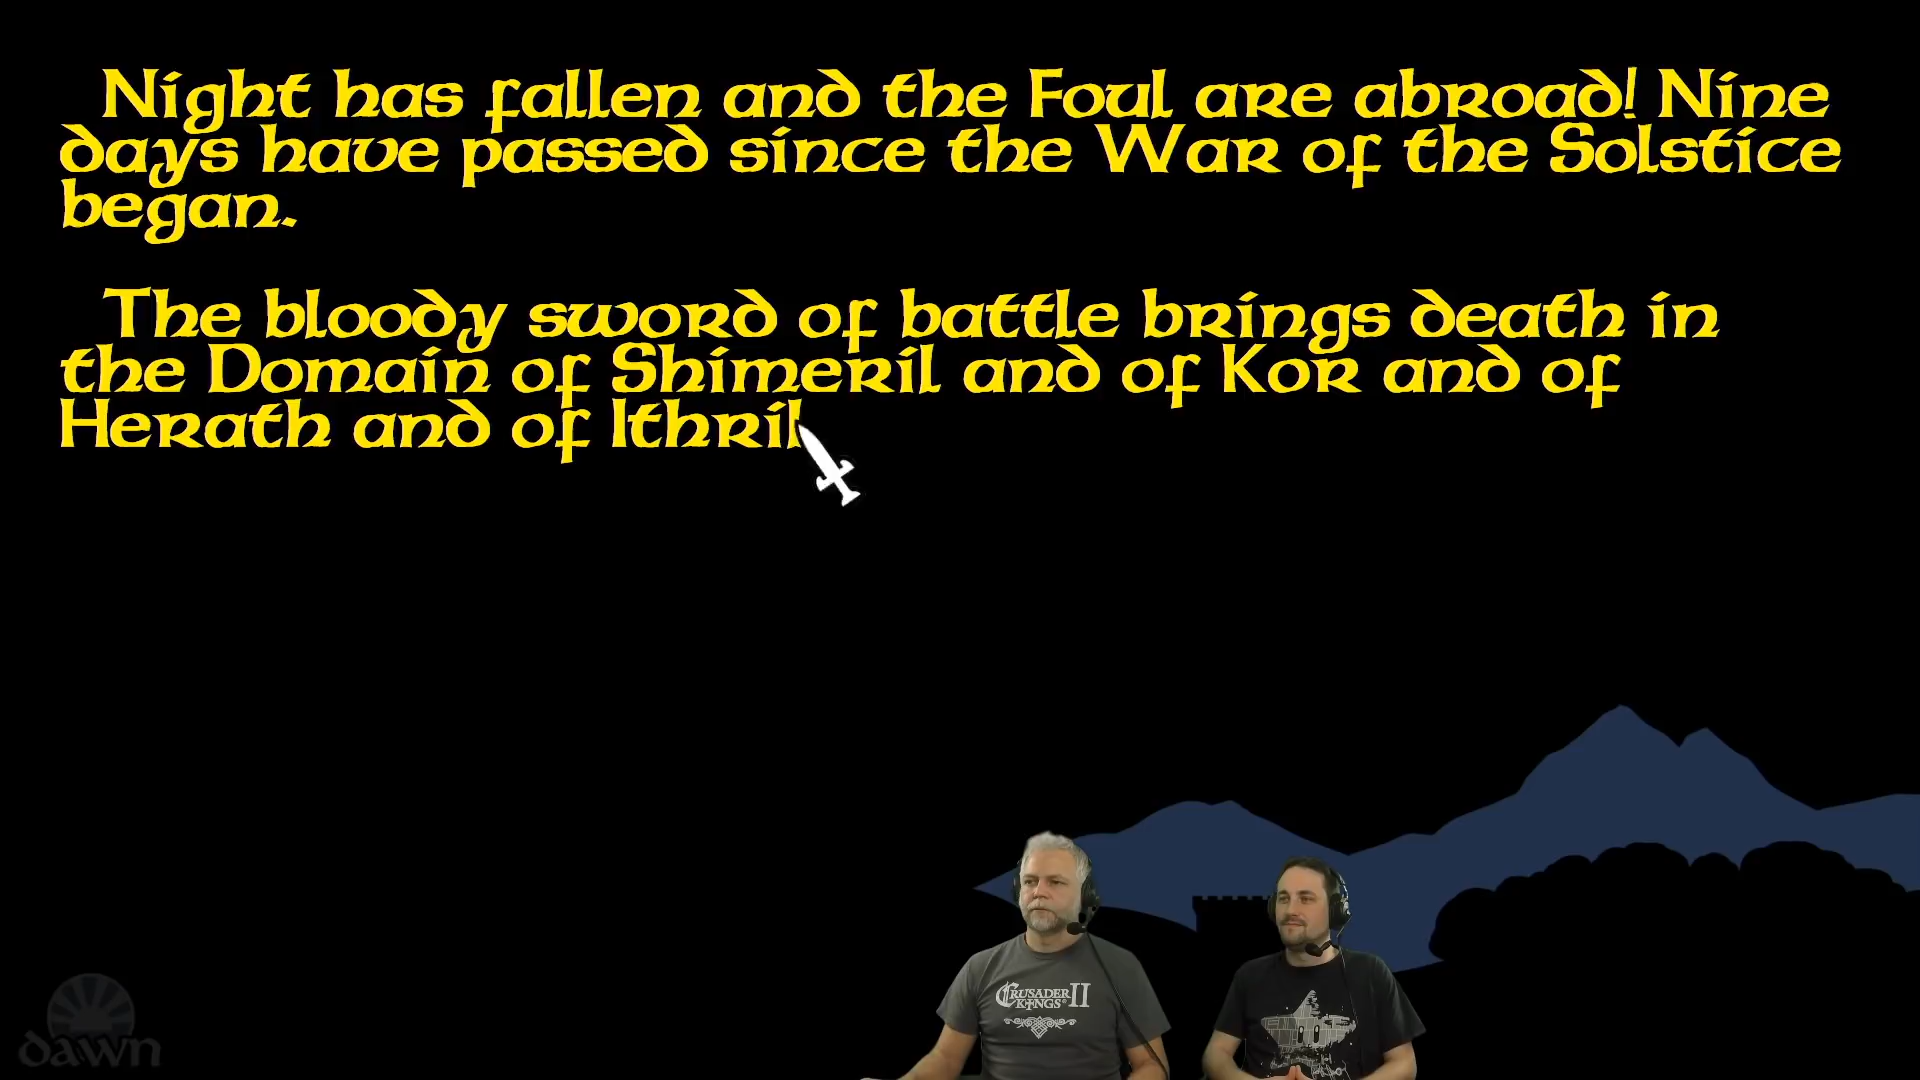 Night has fallen and the Foul are abroad! Nine
days have passed since the War of the Solstice
began.
The bloody sword of battle brings death in
the Domain of Shimeril and of Kor and of
Herath and of Ithril
CRUSADER
KINGS II
dawn